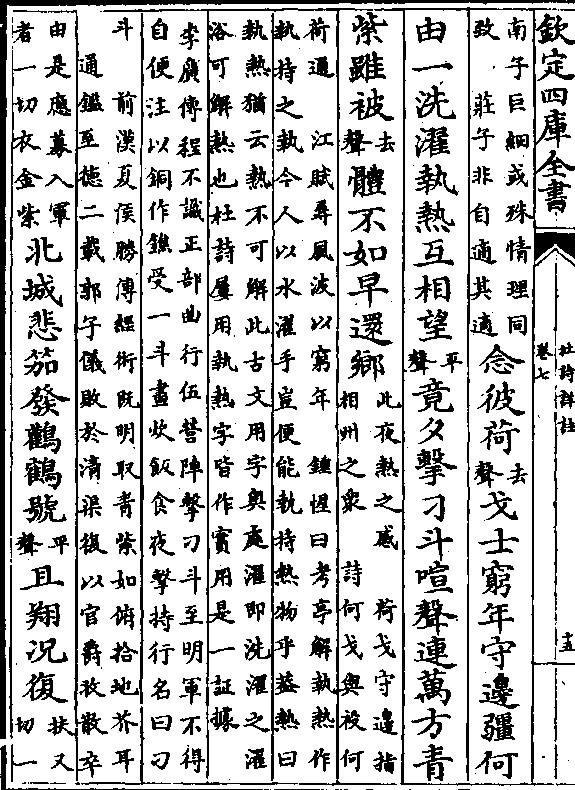 欽定四庫全書
杜詩詳註
卷七
十五
南子巨細或殊情理同
致 莊子非自適其適
念彼荷去聲戈士窮年守邊疆何
由一洗濯執熱互相望平聲竟夕擊刁斗喧聲連萬方青
紫雖被去聲體不如早還鄉
此夜熱之感 荷戈守邊指
相州之衆 詩何戈與祋何
荷通 江賦尋風波以窮年 鍾惺曰考亭解執熱作
執持之執今人以水濯手豈便能執持熱物乎葢熱曰
執熱猶云熱不可解此古文用字奧處濯即洗濯之濯
浴可解熱也杜詩屢用執熱字皆作實用是一証據
李廣傳程不識正部曲行伍營陣擊刁斗至明軍不得
自便注以銅作鐎受一斗晝炊飯食夜擊持行名曰刁
斗 前漢夏侯勝傳經術既明取青紫如俯拾地芥耳
通鑑至徳二載郭子儀敗於清渠復以官爵收散卒
由是應募入軍
者一切衣金紫
北城悲笳發鸛鶴號平聲且翔况復扶又切一